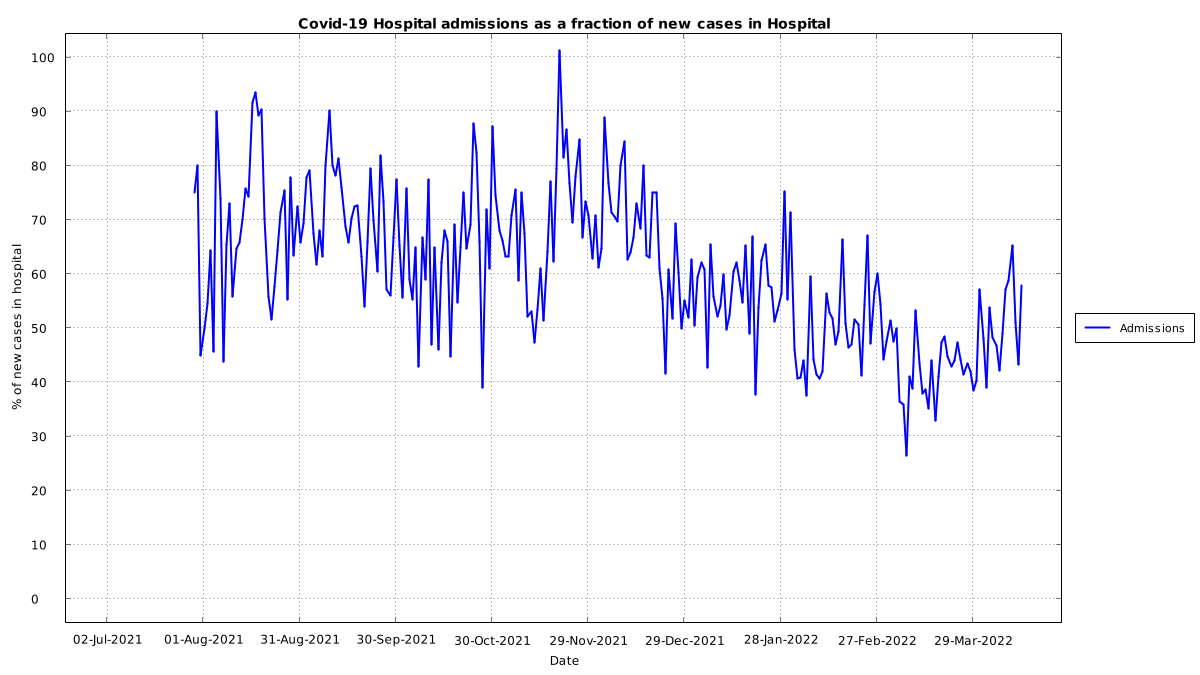 Covid-19 Hospital admissions as a fraction of new cases in Hospital
100
90
80
70
60
50
40
30
20
10
0
% of new cases in hospital
Admissions
02-Jul-2021 01-Aug-2021 31-Aug-2021 30-Sep-2021 30-Oct-2021 29-Nov-2021 29-Dec-2021 28-Jan-2022 27-Feb-2022 29-Mar-2022
Date